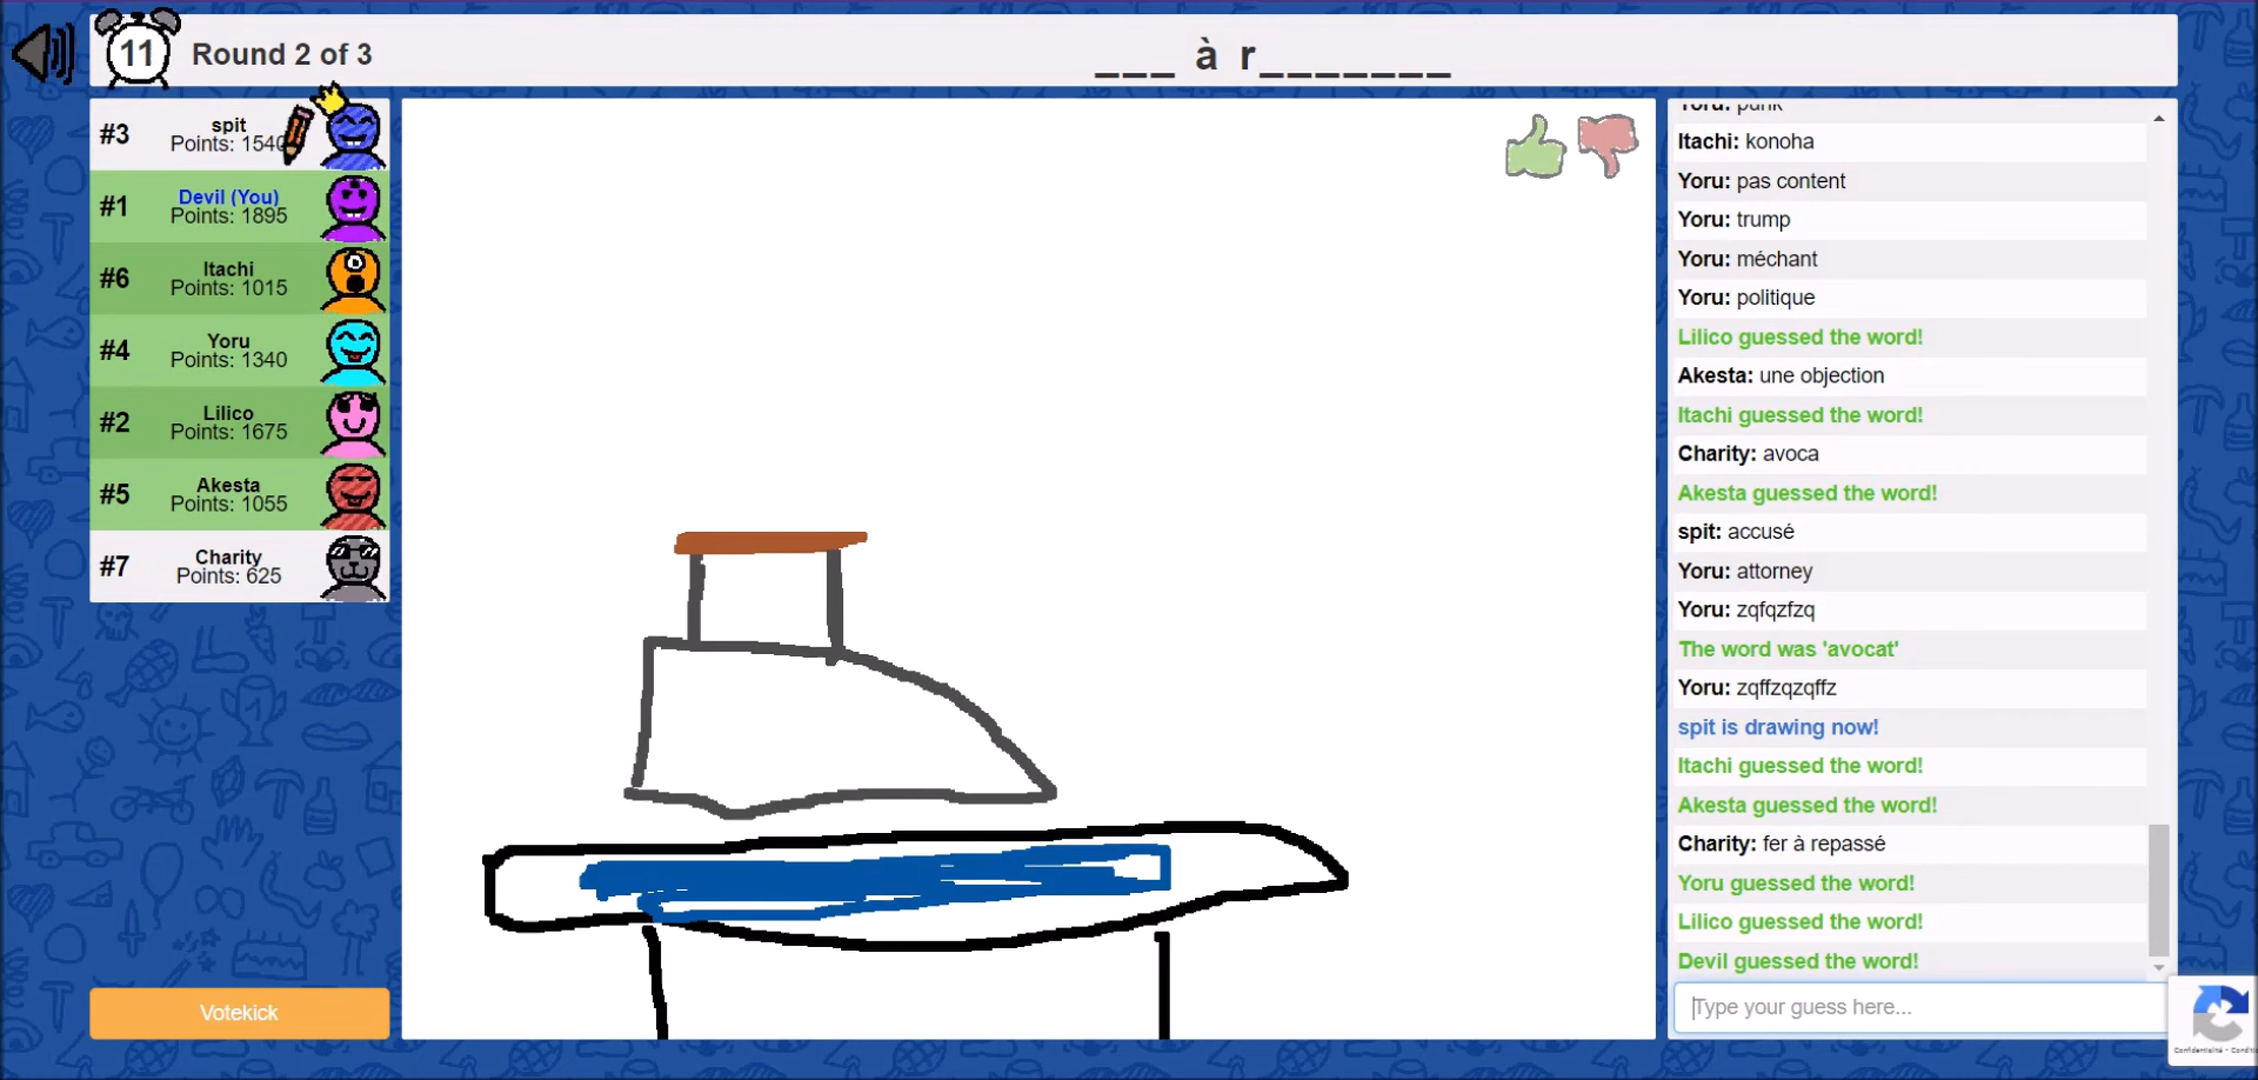 11
Round 2 of 3
___ à r_______
#3
spit
Points: 1540
#1
Devil (You)
Points: 1895
#6
Itachi
Points: 1015
#4
Yoru
Points: 1340
#2
Lilico
Points: 1675
#5
Akesta
Points: 1055
#7
Charity
Points: 625
Votekick
Yoru: punk
Itachi: konoha
Yoru: pas content
Yoru: trump
Yoru: méchant
Yoru: politique
Lilico guessed the word!
Akesta: une objection
Itachi guessed the word!
Charity: avoca
Akesta guessed the word!
spit: accusé
Yoru: attorney
Yoru: zqfqzfzq
The word was 'avocat'
Yoru: zqffzqzqffz
spit is drawing now!
Itachi guessed the word!
Akesta guessed the word!
Charity: fer à repassé
Yoru guessed the word!
Lilico guessed the word!
Devil guessed the word!
Type your guess here...
Confidentialité -